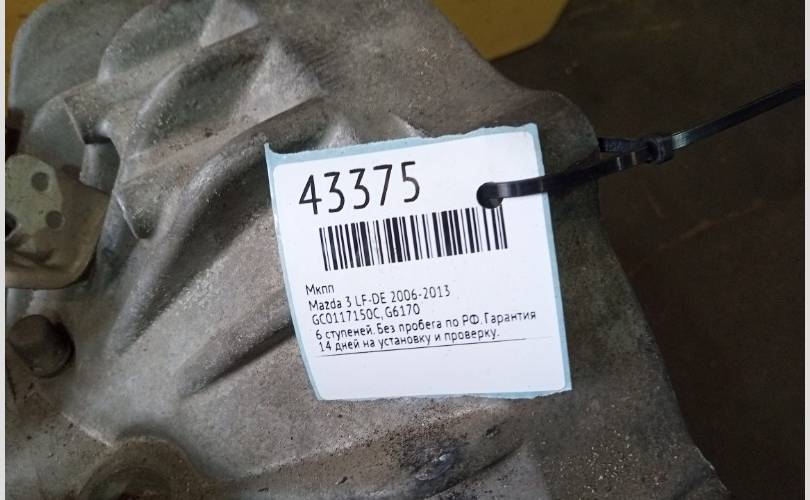 43375
Мкпп
Mazda 3 LF-DE 2006-2013
GC0117150C, G6170
6 ступеней. Без пробега по РФ. Гарантия
14 дней на установку и проверку.